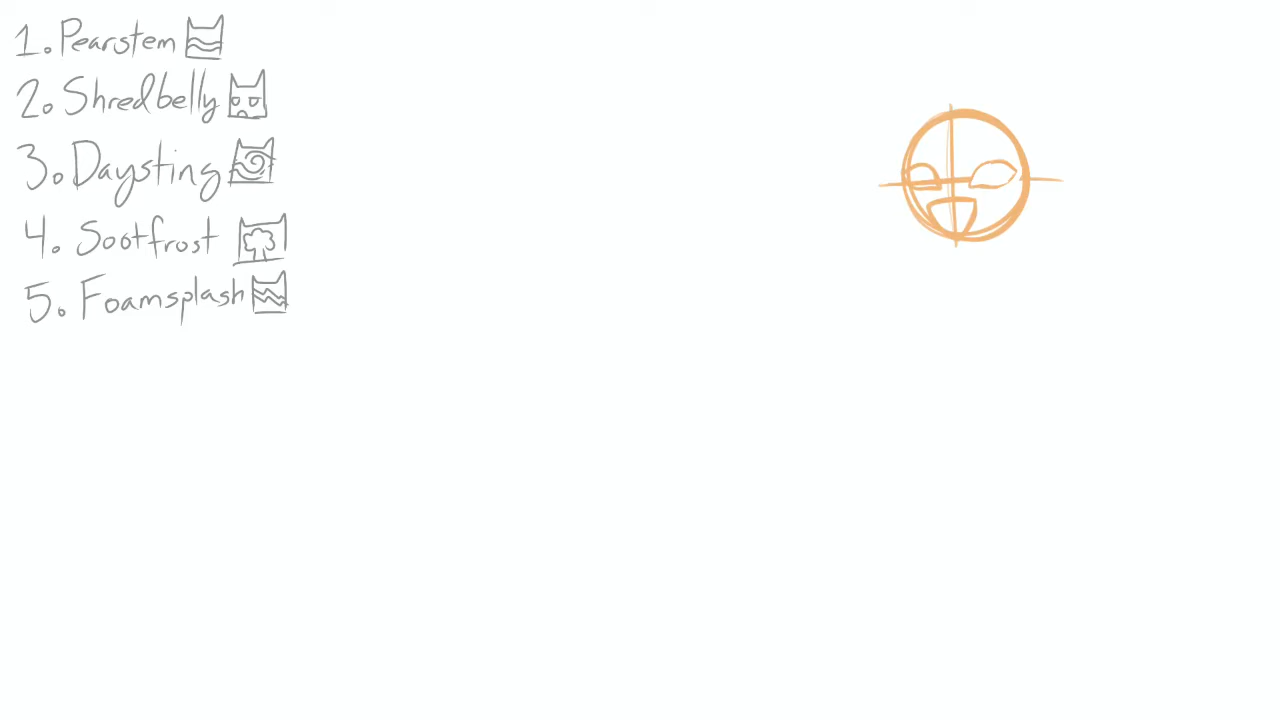 1. Pearstem
2. Shredbelly
3. Daysting
4. Sootfrost
5. Foamsplash